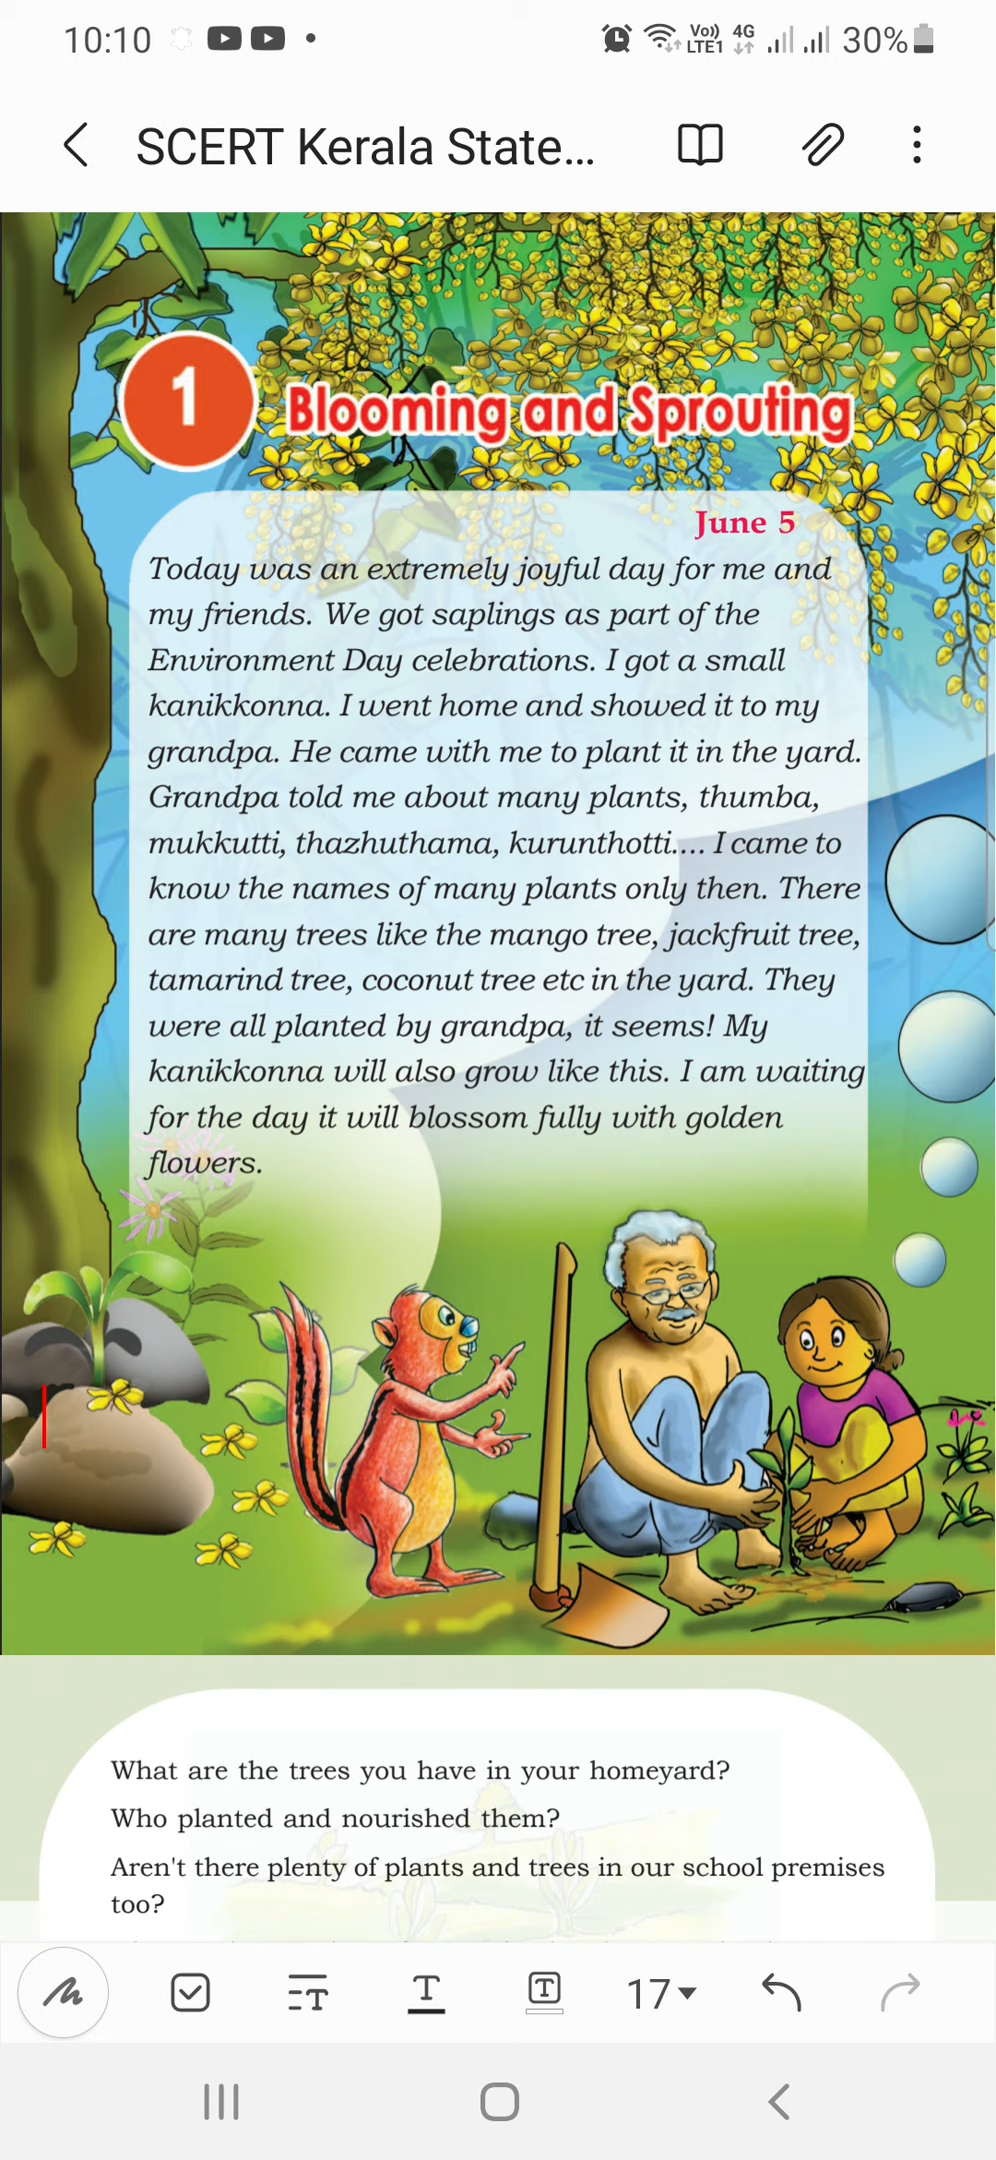 10:10
Vo)) 4G
LTE1
30%
SCERT Kerala State...
1
Blooming and Sprouting
June 5
Today was an extremely joyful day for me and
my friends. We got saplings as part of the
Environment Day celebrations. I got a small
kanikkonna. I went home and showed it to my
grandpa. He came with me to plant it in the yard.
Grandpa told me about many plants, thumba,
mukkutti, thazhuthama, kurunthotti.... I came to
know the names of many plants only then. There
are many trees like the mango tree, jackfruit tree,
tamarind tree, coconut tree etc in the yard. They
were all planted by grandpa, it seems! My
kanikkonna will also grow like this. I am waiting
for the day it will blossom fully with golden
flowers.
What are the trees you have in your homeyard?
Who planted and nourished them?
Aren't there plenty of plants and trees in our school premises
too?
T
T
T
17